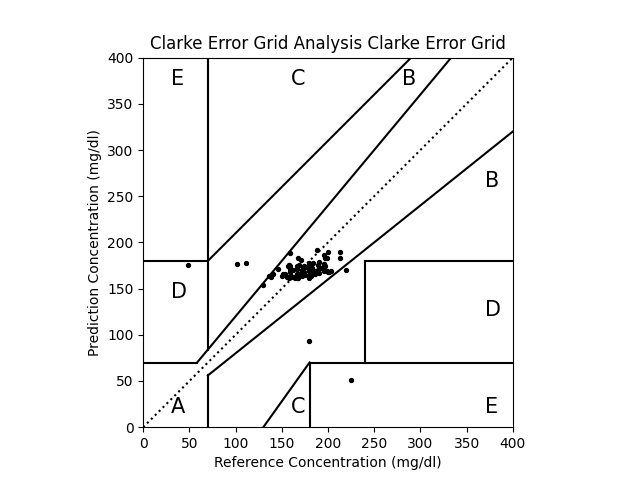 Clarke Error Grid Analysis Clarke Error Grid
400
350
300
250
200
150
100
50
0
Prediction Concentration (mg/dl)
E
C
B
B
D
D
A
C
E
0 50 100 150 200 250 300 350 400
Reference Concentration (mg/dl)